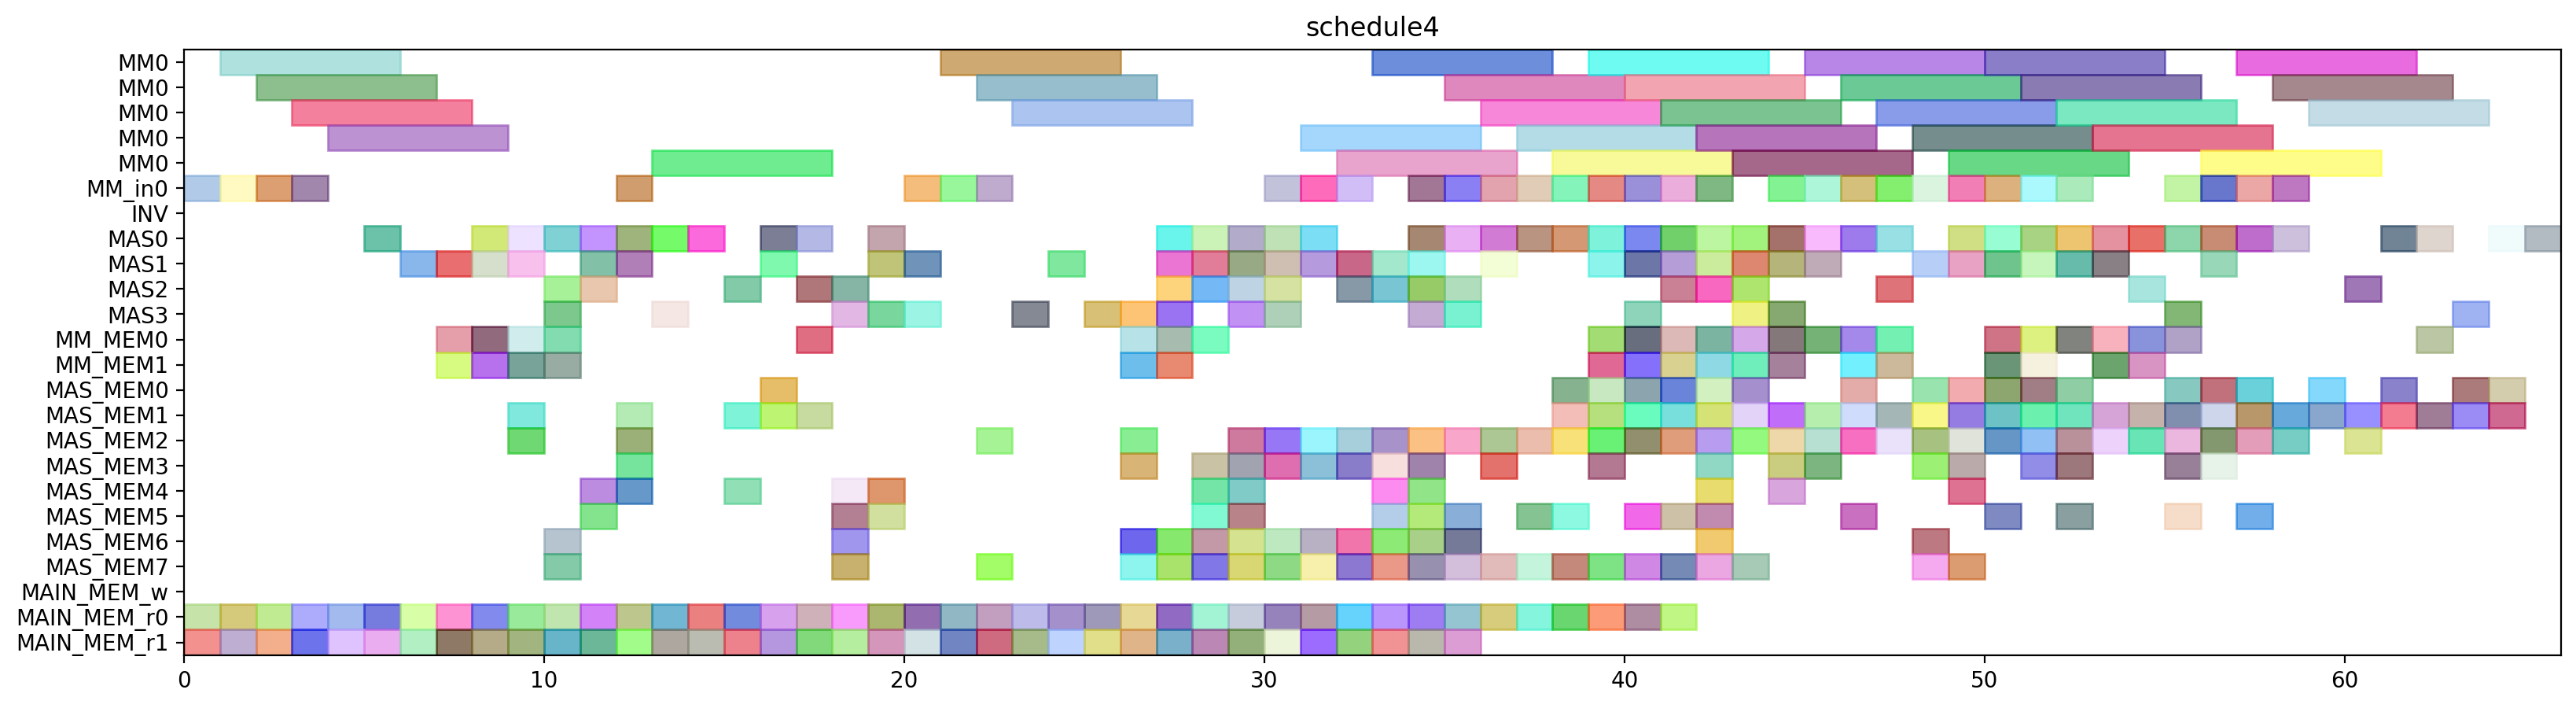 schedule4
MM0
MM0
MM0
MM0
MM0
MM_in0
INV
MAS0
MAS1
MAS2
MAS3
MM_MEM0
MM_MEM1
MAS_MEM0
MAS_MEM1
MAS_MEM2
MAS_MEM3
MAS_MEM4
MAS_MEM5
MAS_MEM6
MAS_MEM7
MAIN_MEM_w
MAIN_MEM_r0
MAIN_MEM_r1
0 10 20 30 40 50 60